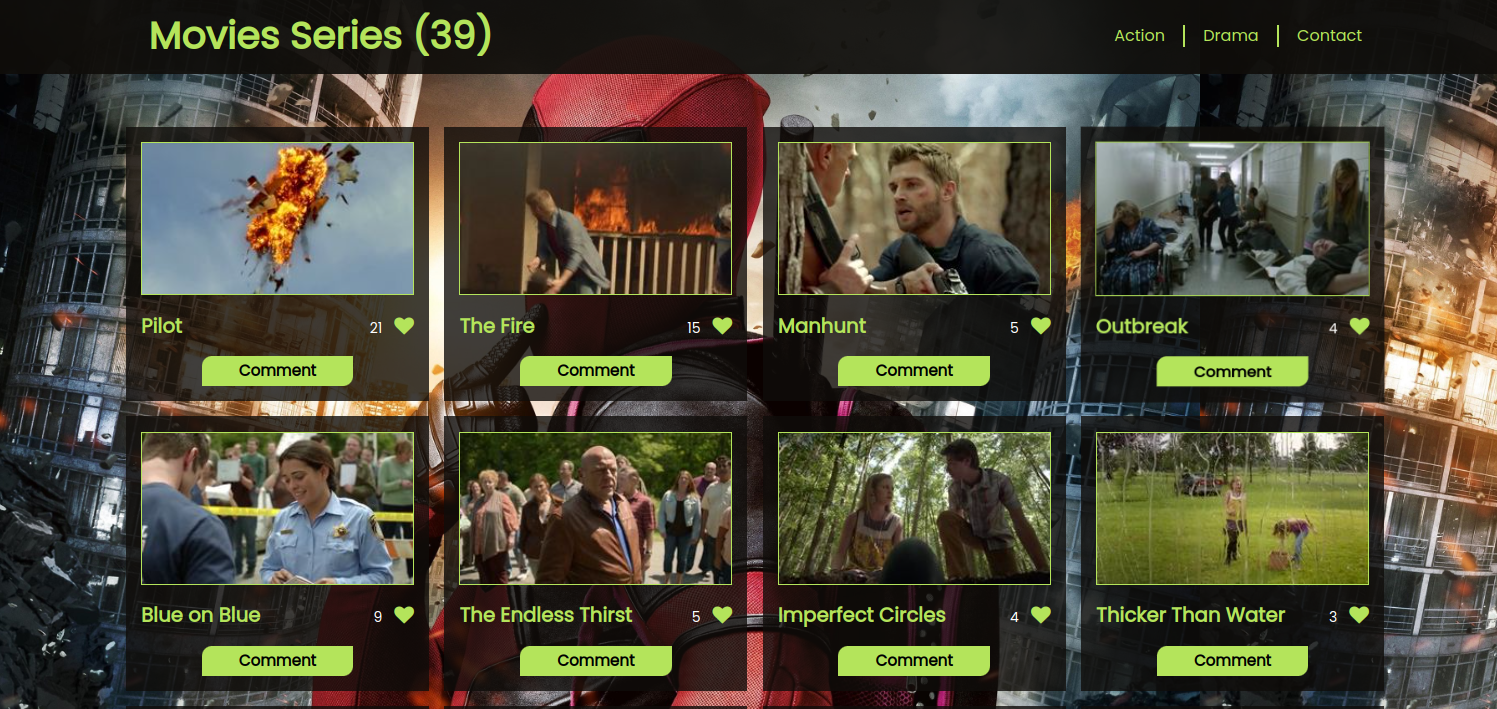 Movies Series (39)
Action
Drama
Contact
Pilot 21
The Fire 15
Manhunt 5
Outbreak 4
Comment
Comment
Comment
Comment
Blue on Blue 9
The Endless Thirst 5
Imperfect Circles 4
Thicker Than Water 3
Comment
Comment
Comment
Comment